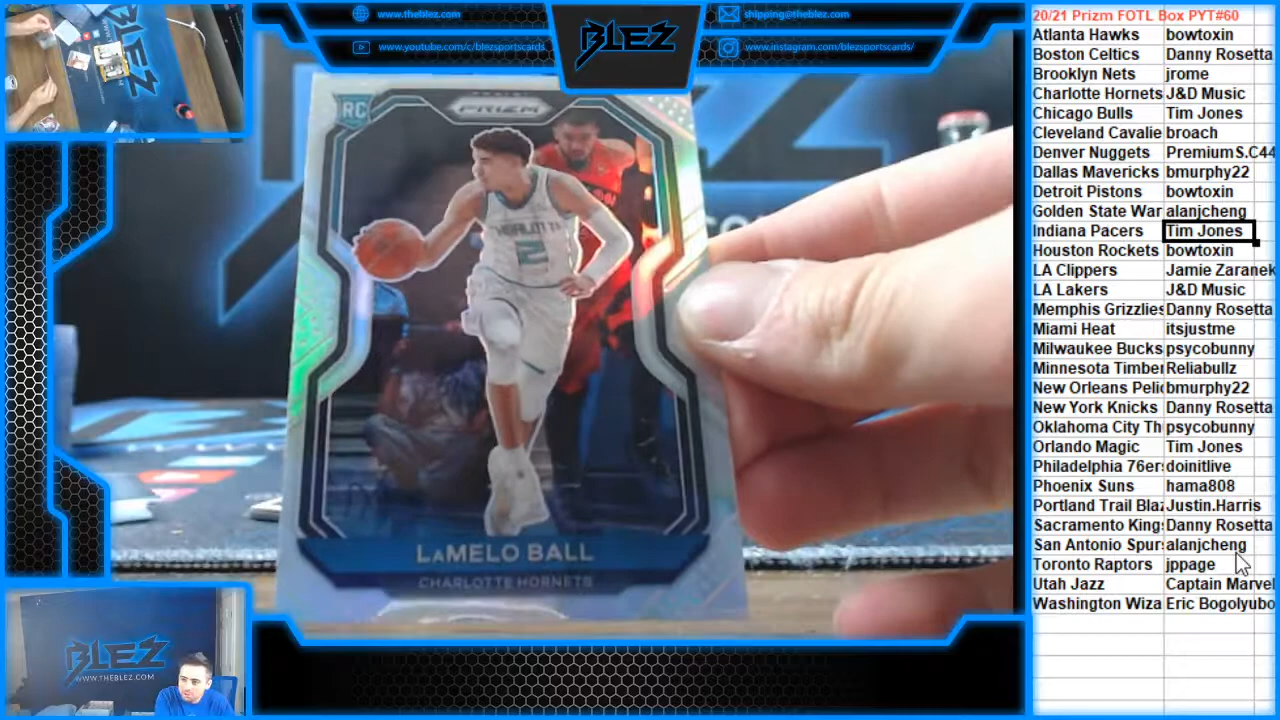 www.theblez.com
www.youtube.com/c/blezsportscards
BLEZ
shipping@theblez.com
www.instagram.com/blezsportscards/
RC
PRIZM
CHARLOTTE
2
LaMELO BALL
CHARLOTTE HORNETS
BLEZ
WWW.THEBLEZ.COM
20/21 Prizm FOTL Box PYT#60
Atlanta Hawks bowtoxin
Boston Celtics Danny Rosetta
Brooklyn Nets jrome
Charlotte Hornets J&D Music
Chicago Bulls Tim Jones
Cleveland Cavalie broach
Denver Nuggets PremiumS.C44
Dallas Mavericks bmurphy22
Detroit Pistons bowtoxin
Golden State War alanjcheng
Indiana Pacers Tim Jones
Houston Rockets bowtoxin
LA Clippers Jamie Zaranek
LA Lakers J&D Music
Memphis Grizzlies Danny Rosetta
Miami Heat itsjustme
Milwaukee Bucks psycobunny
Minnesota Timber Reliabullz
New Orleans Peli bmurphy22
New York Knicks Danny Rosetta
Oklahoma City Th psycobunny
Orlando Magic Tim Jones
Philadelphia 76er doinitlive
Phoenix Suns hama808
Portland Trail Bla Justin.Harris
Sacramento King Danny Rosetta
San Antonio Spur alanjcheng
Toronto Raptors jppage
Utah Jazz Captain Marvel
Washington Wiza Eric Bogolyubo